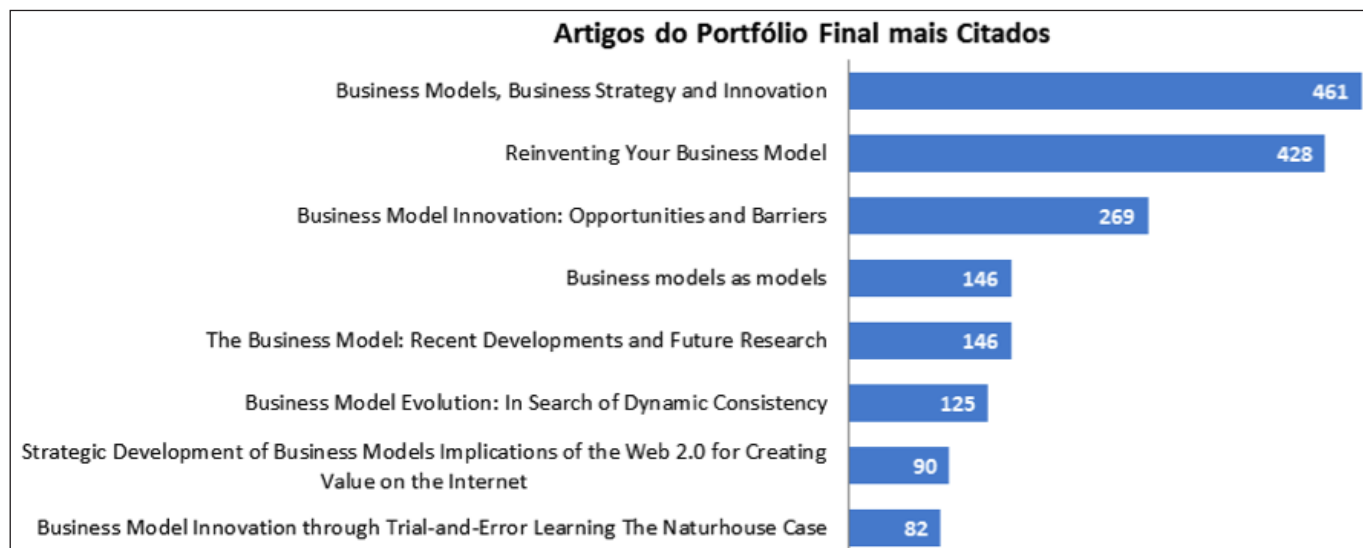 Artigos do Portfólio Final mais Citados
Business Models, Business Strategy and Innovation 461
Reinventing Your Business Model 428
Business Model Innovation: Opportunities and Barriers 269
Business models as models 146
The Business Model: Recent Developments and Future Research 146
Business Model Evolution: In Search of Dynamic Consistency 125
Strategic Development of Business Models Implications of the Web 2.0 for Creating
Value on the Internet 90
Business Model Innovation through Trial-and-Error Learning The Naturhouse Case 82